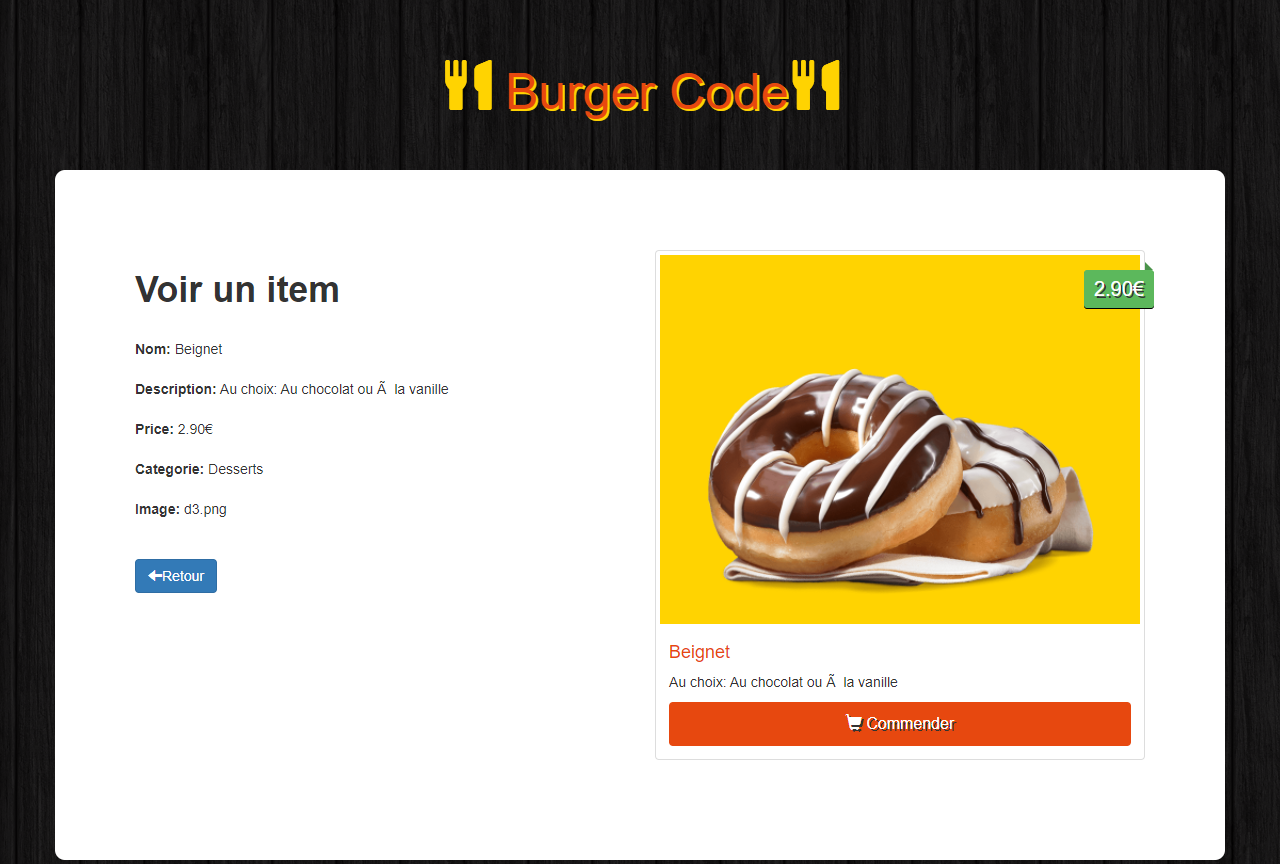 Burger Code
Voir un item
Nom: Beignet
Description: Au choix: Au chocolat ou Ã  la vanille
Price: 2.90€
Categorie: Desserts
Image: d3.png
Retour
2.90€
Beignet
Au choix: Au chocolat ou Ã  la vanille
Commender